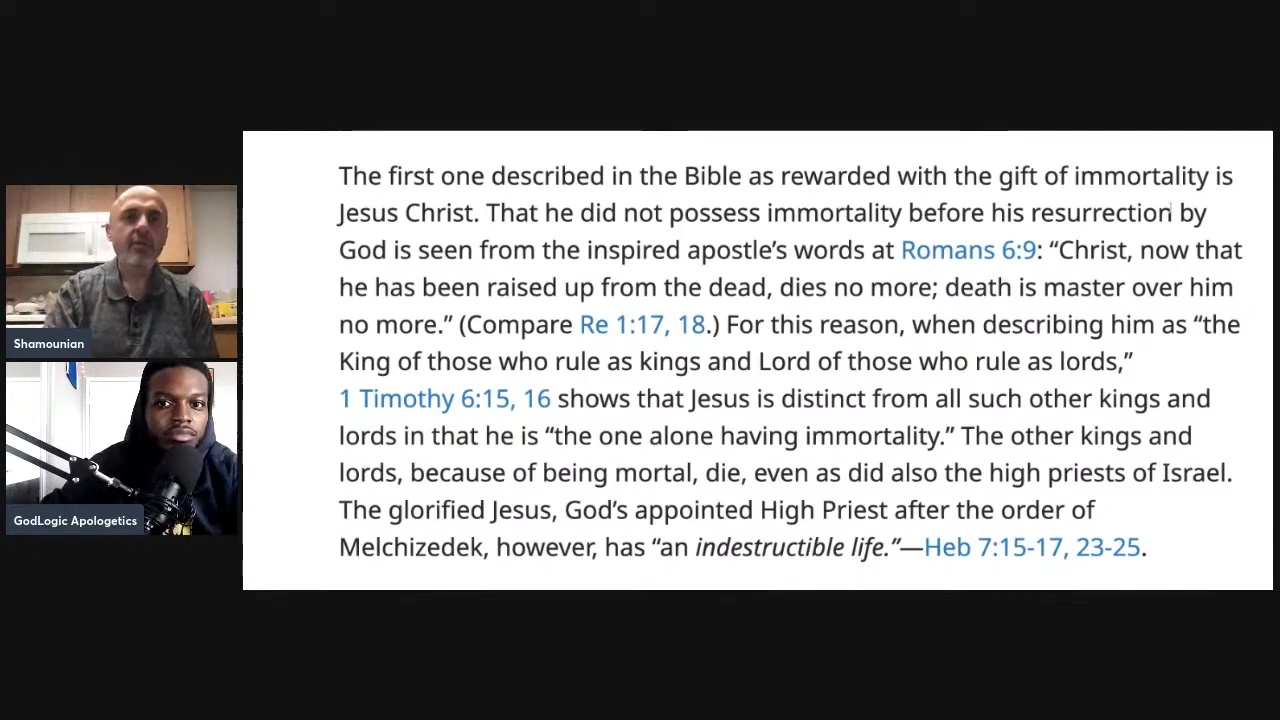 Shamounian
GodLogic Apologetics
The first one described in the Bible as rewarded with the gift of immortality is
Jesus Christ. That he did not possess immortality before his resurrection by
God is seen from the inspired apostle’s words at Romans 6:9: “Christ, now that
he has been raised up from the dead, dies no more; death is master over him
no more.” (Compare Re 1:17, 18.) For this reason, when describing him as “the
King of those who rule as kings and Lord of those who rule as lords,”
1 Timothy 6:15, 16 shows that Jesus is distinct from all such other kings and
lords in that he is “the one alone having immortality.” The other kings and
lords, because of being mortal, die, even as did also the high priests of Israel.
The glorified Jesus, God’s appointed High Priest after the order of
Melchizedek, however, has “an indestructible life.”—Heb 7:15-17, 23-25.